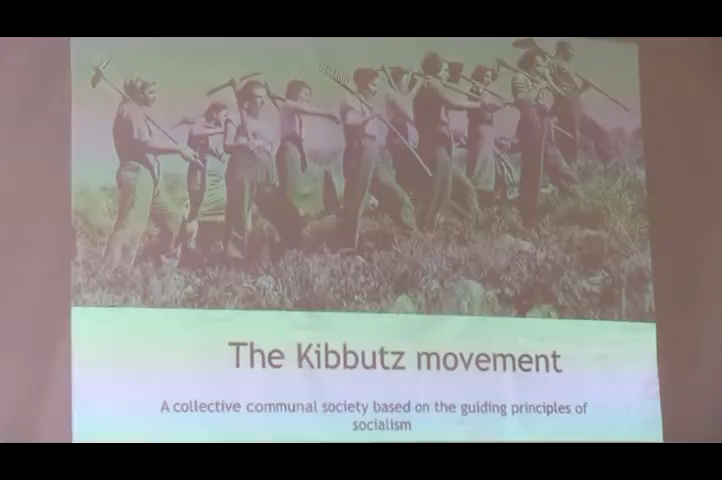 The Kibbutz movement
A collective communal society based on the guiding principles of
socialism